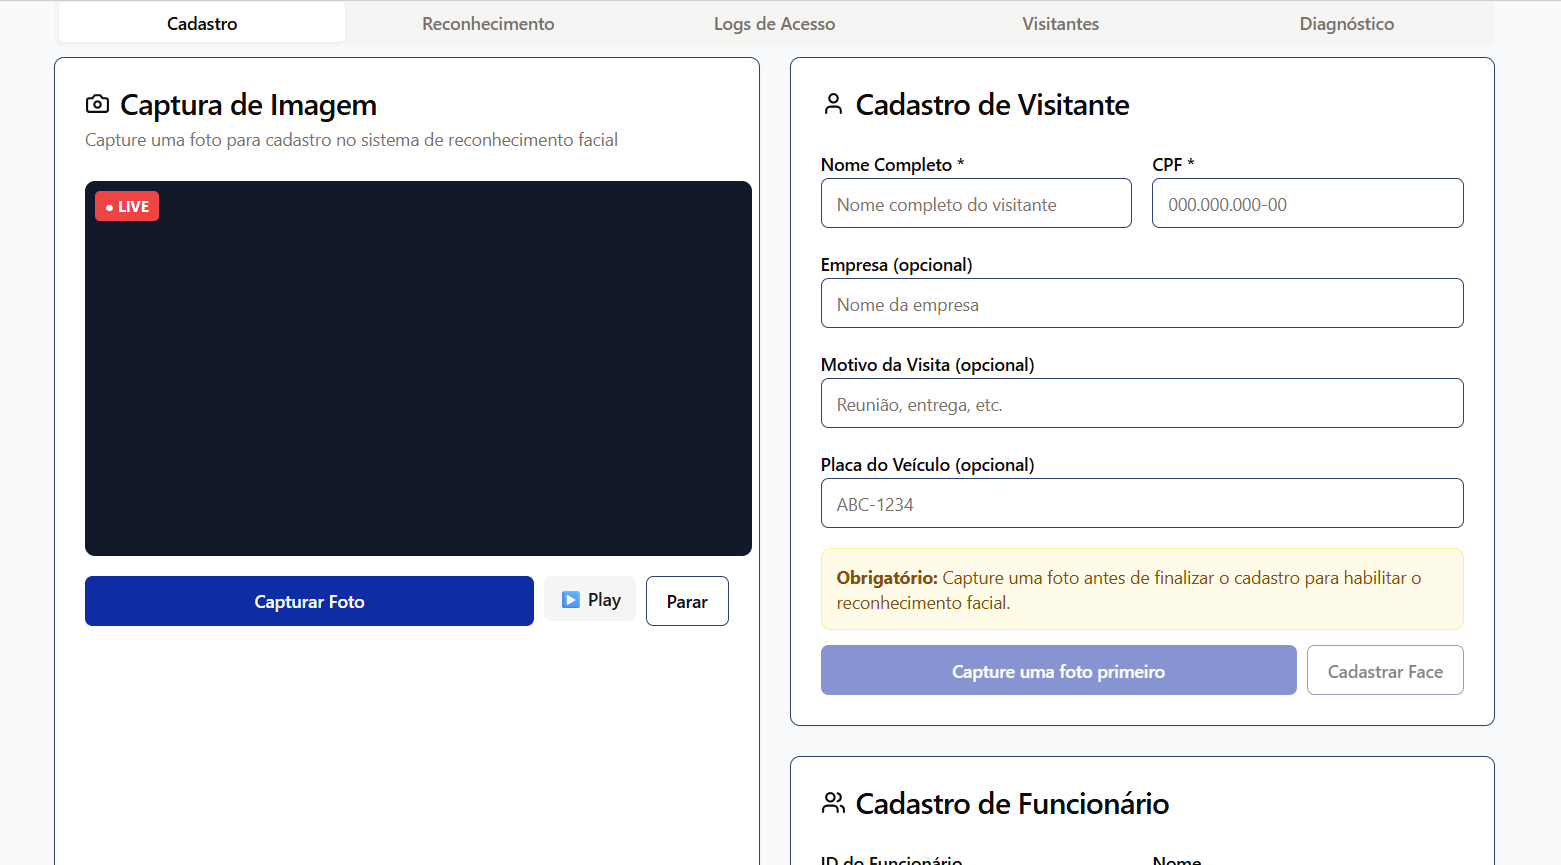 Cadastro
Reconhecimento
Logs de Acesso
Visitantes
Diagnóstico
Captura de Imagem
Capture uma foto para cadastro no sistema de reconhecimento facial
● LIVE
Capturar Foto
Play
Parar
Cadastro de Visitante
Nome Completo *
Nome completo do visitante
CPF *
000.000.000-00
Empresa (opcional)
Nome da empresa
Motivo da Visita (opcional)
Reunião, entrega, etc.
Placa do Veículo (opcional)
ABC-1234
Obrigatório: Capture uma foto antes de finalizar o cadastro para habilitar o
reconhecimento facial.
Capture uma foto primeiro
Cadastrar Face
Cadastro de Funcionário
ID do Funcionário
Nome